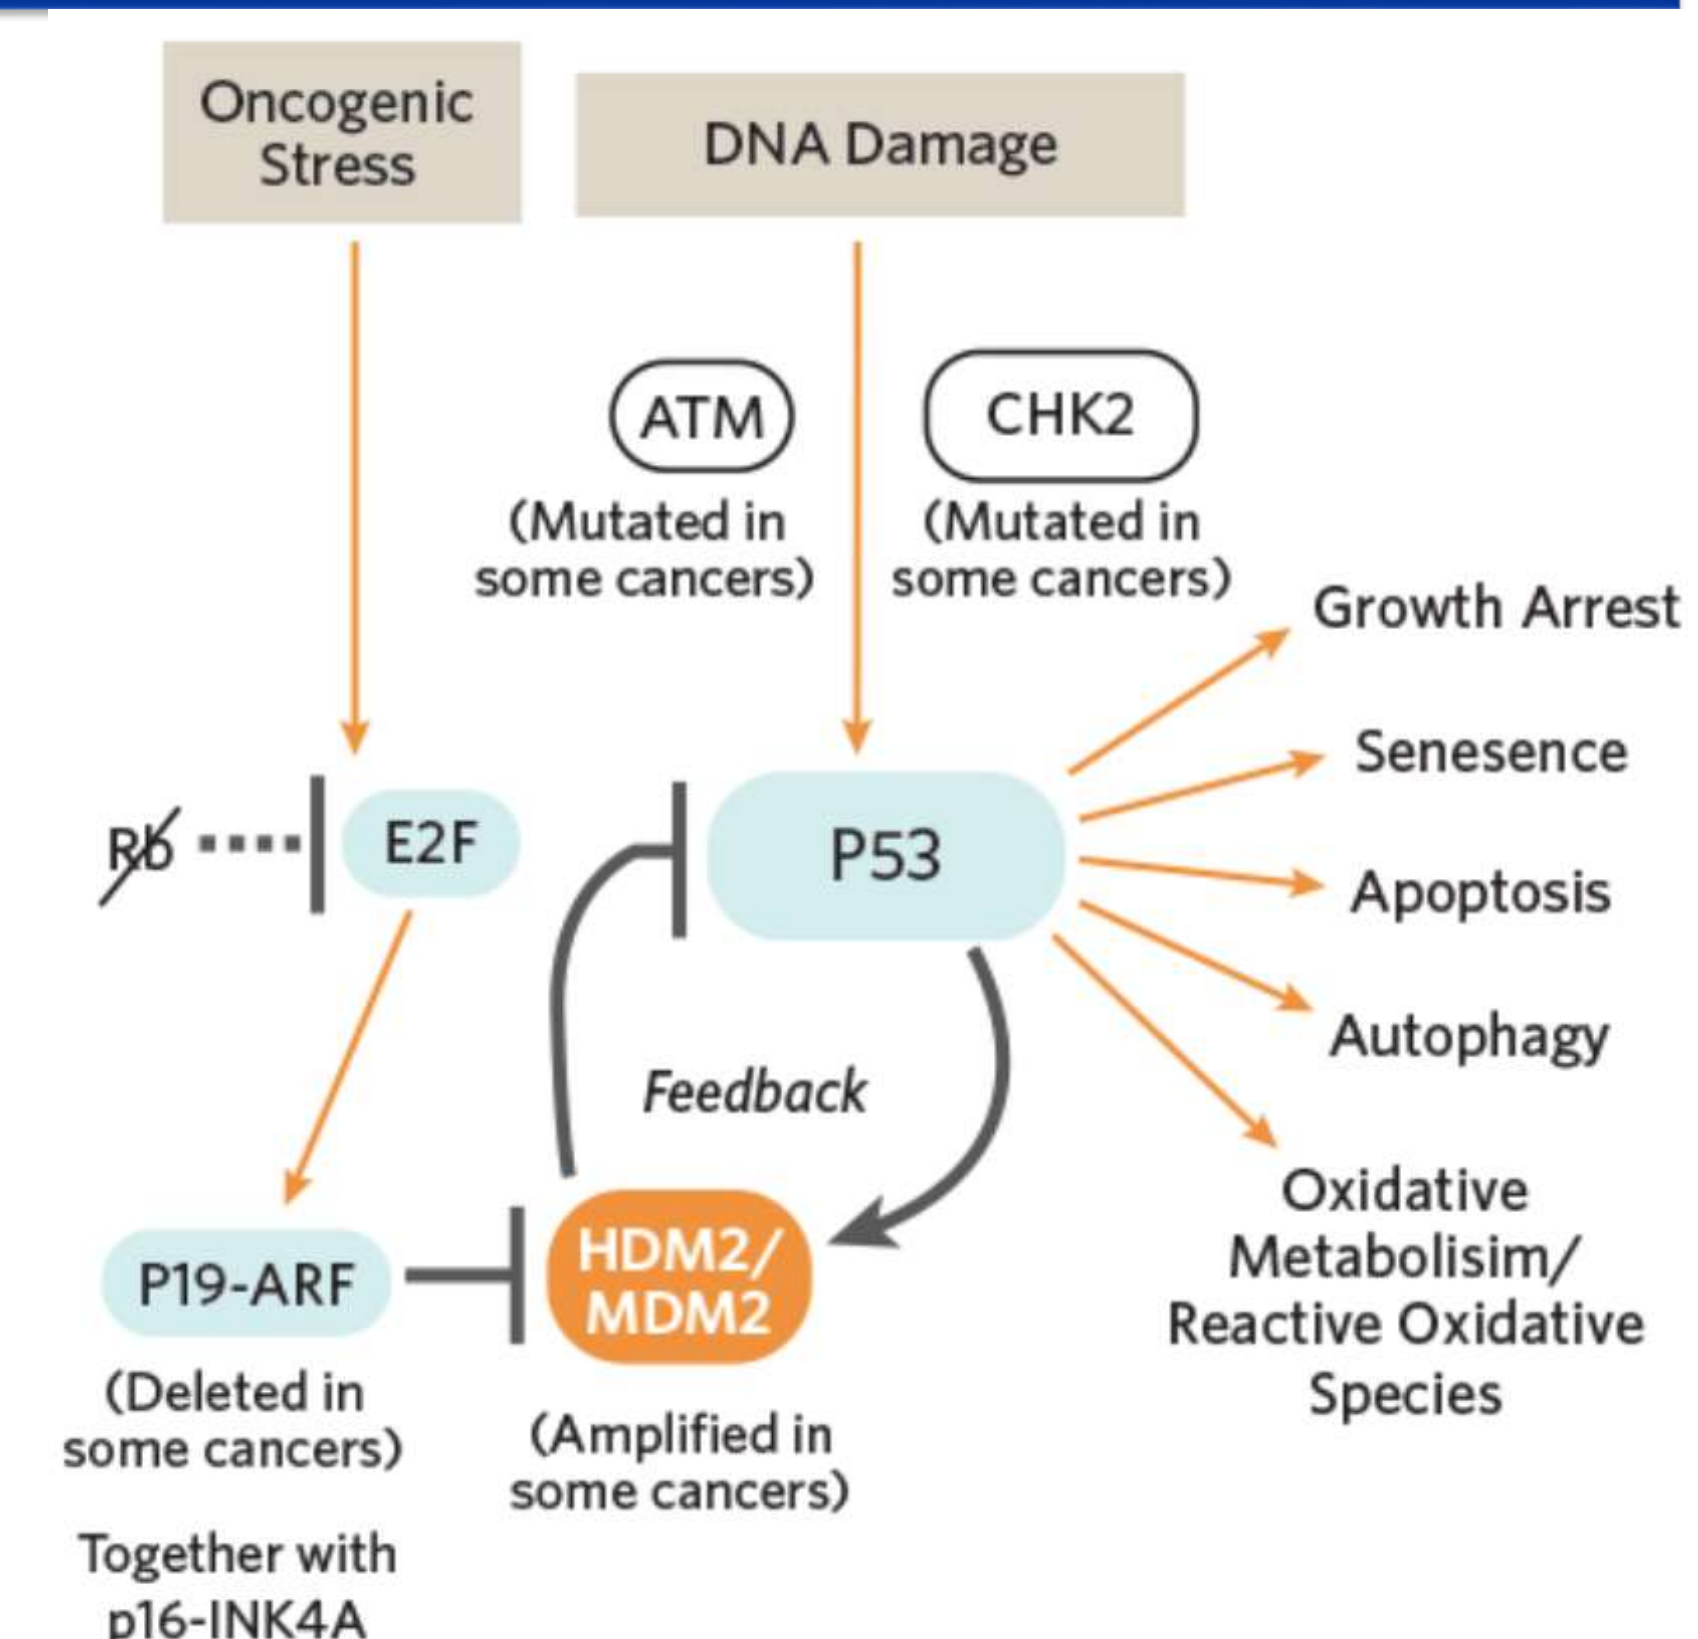 Oncogenic
Stress
DNA Damage
ATM
(Mutated in
some cancers)
CHK2
(Mutated in
some cancers)
Growth Arrest
Senesence
Apoptosis
Autophagy
Oxidative
Metabolisim/
Reactive Oxidative
Species
Rb
E2F
P53
Feedback
P19-ARF
(Deleted in
some cancers)
Together with
p16-INK4A
HDM2/
MDM2
(Amplified in
some cancers)